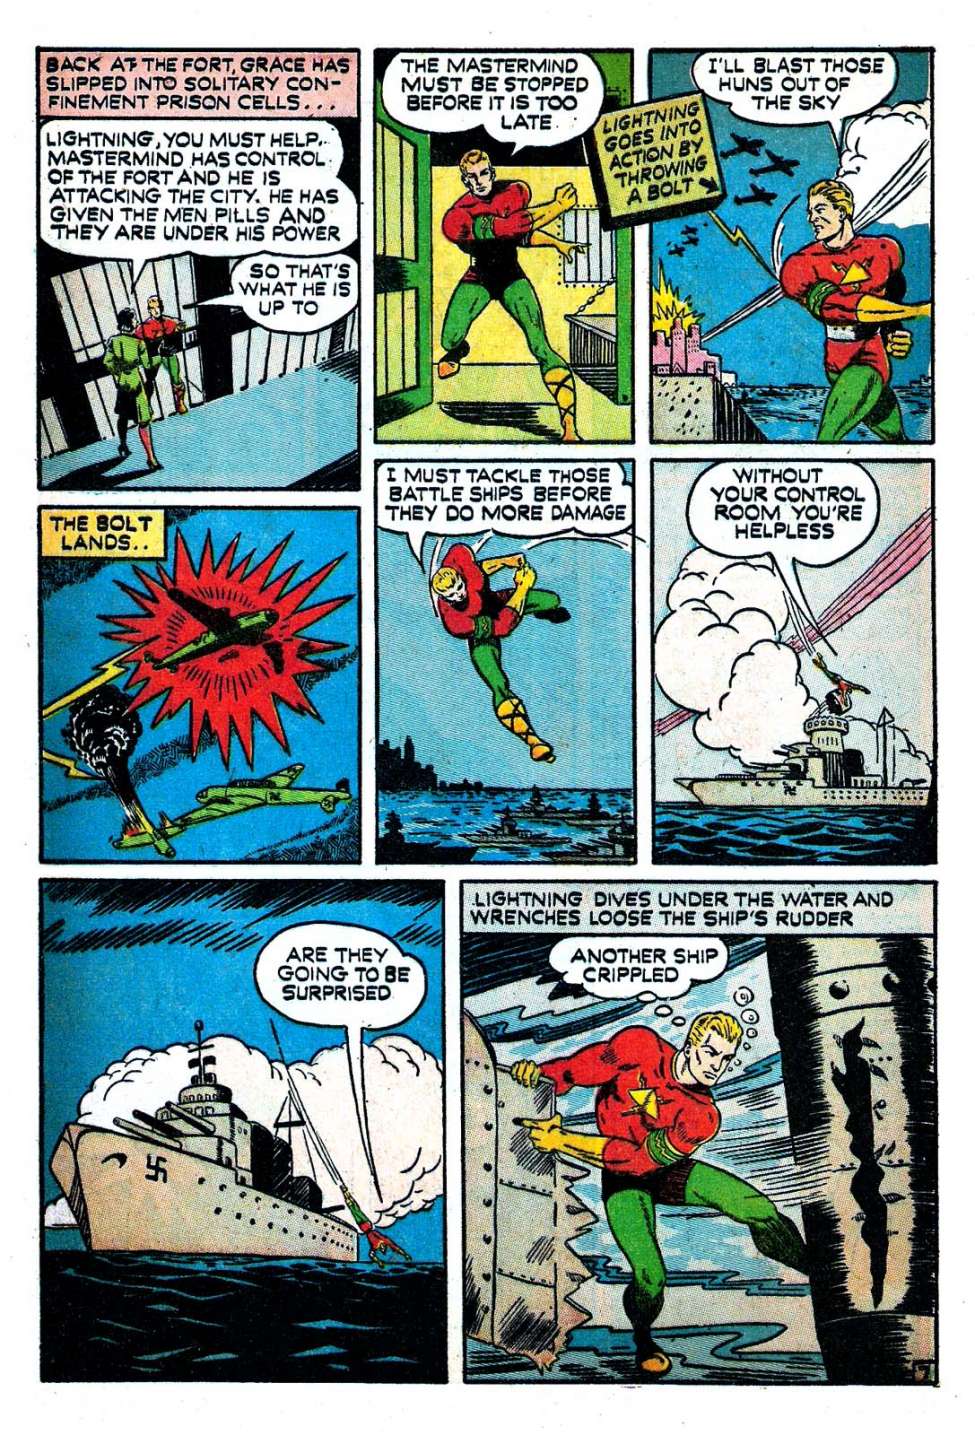 BACK AT THE FORT, GRACE HAS
SLIPPED INTO SOLITARY CON-
FINEMENT PRISON CELLS...
LIGHTNING, YOU MUST HELP.
MASTERMIND HAS CONTROL
OF THE FORT AND HE IS
ATTACKING THE CITY. HE HAS
GIVEN THE MEN PILLS AND
THEY ARE UNDER HIS POWER
SO THAT'S
WHAT HE IS
UP TO
THE MASTERMIND
MUST BE STOPPED
BEFORE IT IS TOO
LATE
LIGHTNING
GOES INTO
ACTION BY
THROWING
A BOLT
I'LL BLAST THOSE
HUNS OUT OF
THE SKY
THE BOLT
LANDS..
I MUST TACKLE THOSE
BATTLE SHIPS BEFORE
THEY DO MORE DAMAGE
WITHOUT
YOUR CONTROL
ROOM YOU'RE
HELPLESS
ARE THEY
GOING TO BE
SURPRISED
LIGHTNING DIVES UNDER THE WATER AND
WRENCHES LOOSE THE SHIP'S RUDDER
ANOTHER SHIP
CRIPPLED
7